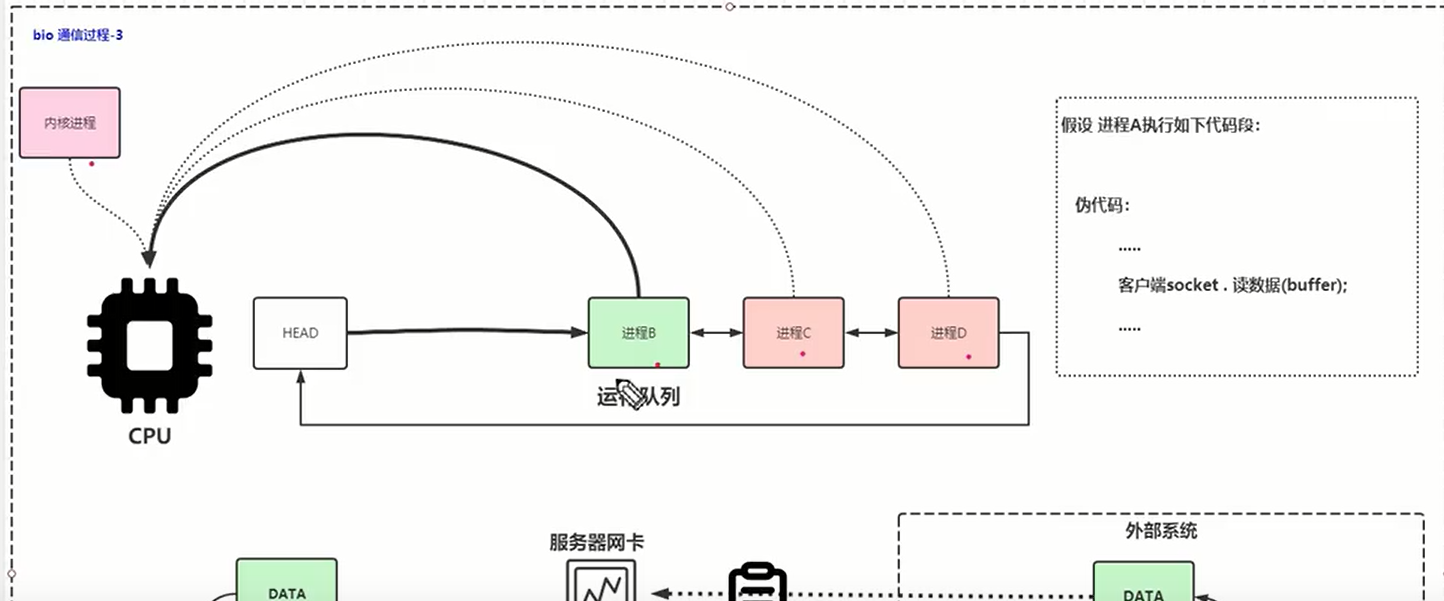 bio 通信过程-3
内核进程
假设 进程A执行如下代码段：
伪代码：
.....
客户端socket . 读数据(buffer);
.....
HEAD
进程B
进程C
进程D
运行队列
CPU
外部系统
服务器网卡
DATA
DATA